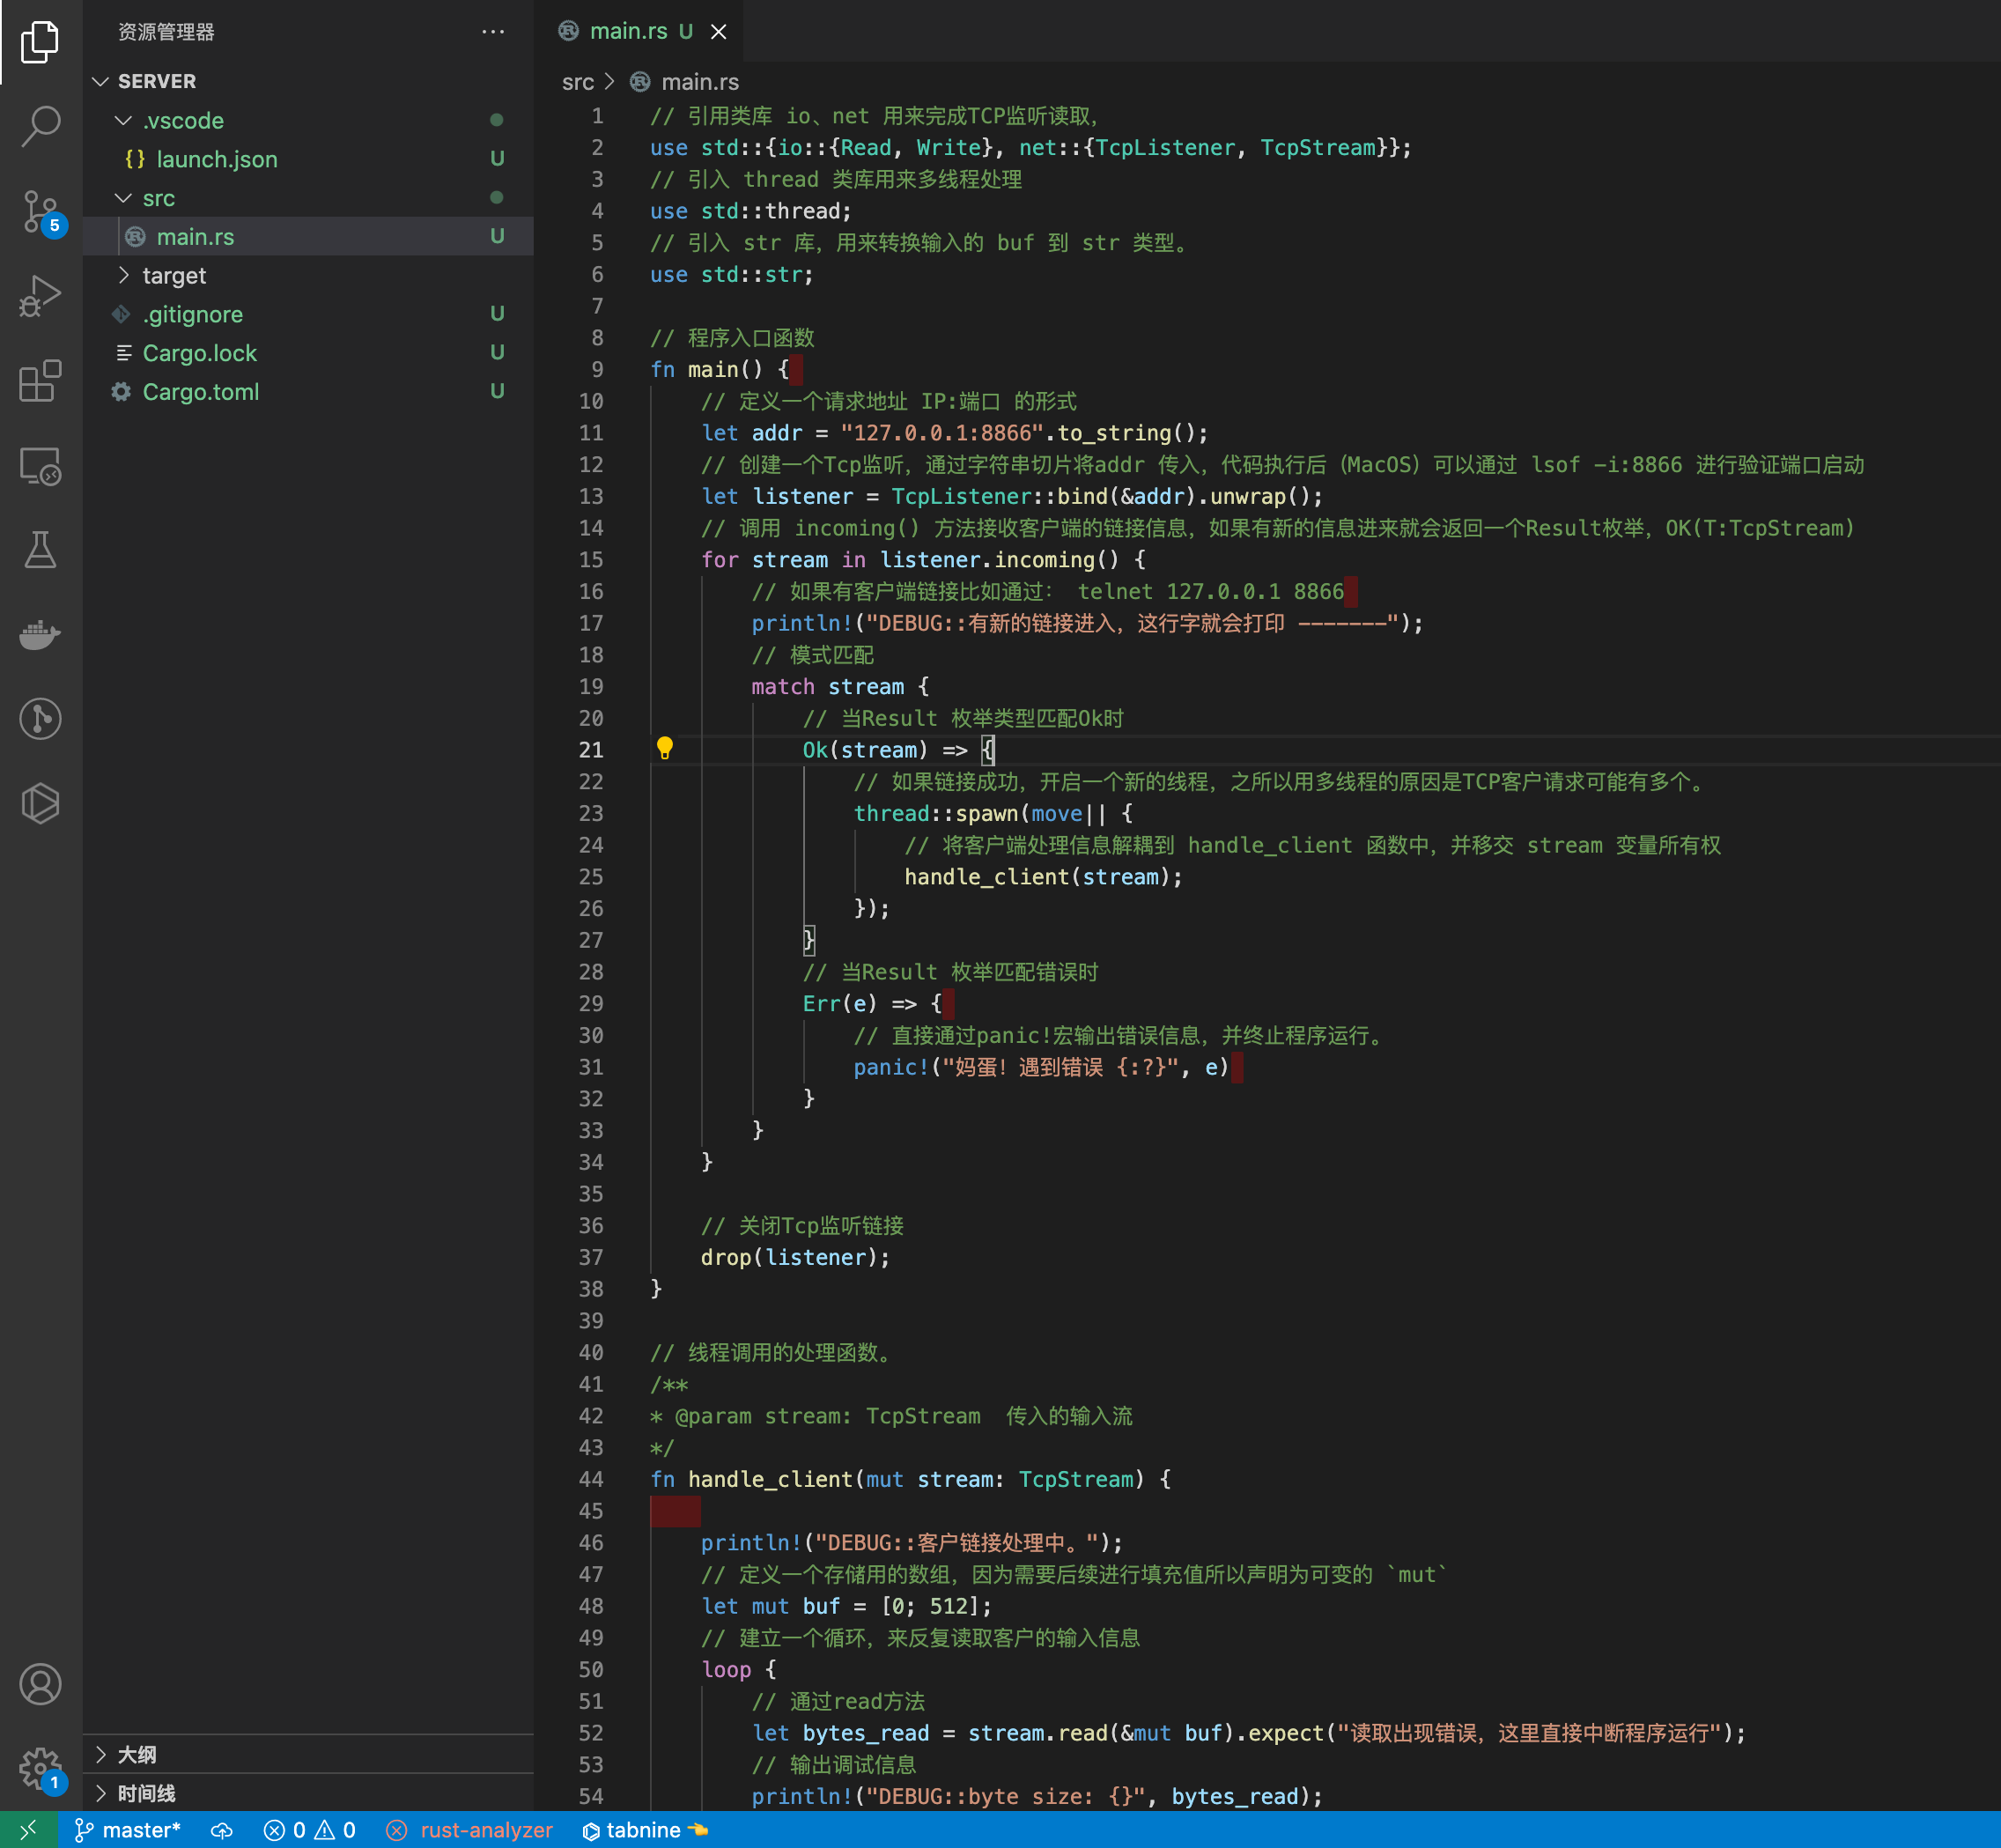 资源管理器
SERVER
.vscode
launch.json U
src
main.rs U
target
.gitignore U
Cargo.lock U
Cargo.toml U
大纲
时间线
5
1
main.rs U
src > main.rs
1 // 引用类库 io、net 用来完成TCP监听读取,
2 use std::{io::{Read, Write}, net::{TcpListener, TcpStream}};
3 // 引入 thread 类库用来多线程处理
4 use std::thread;
5 // 引入 str 库，用来转换输入的 buf 到 str 类型。
6 use std::str;
7
8 // 程序入口函数
9 fn main() {
10 // 定义一个请求地址 IP:端口 的形式
11 let addr = "127.0.0.1:8866".to_string();
12 // 创建一个Tcp监听，通过字符串切片将addr 传入，代码执行后（MacOS）可以通过 lsof -i:8866 进行验证端口启动
13 let listener = TcpListener::bind(&addr).unwrap();
14 // 调用 incoming() 方法接收客户端的链接信息，如果有新的信息进来就会返回一个Result枚举，OK(T:TcpStream)
15 for stream in listener.incoming() {
16 // 如果有客户端链接比如通过： telnet 127.0.0.1 8866
17 println!("DEBUG::有新的链接进入，这行字就会打印 -------");
18 // 模式匹配
19 match stream {
20 // 当Result 枚举类型匹配Ok时
21 Ok(stream) => {
22 // 如果链接成功，开启一个新的线程，之所以用多线程的原因是TCP客户请求可能有多个。
23 thread::spawn(move|| {
24 // 将客户端处理信息解耦到 handle_client 函数中，并移交 stream 变量所有权
25 handle_client(stream);
26 });
27 }
28 // 当Result 枚举匹配错误时
29 Err(e) => {
30 // 直接通过panic!宏输出错误信息，并终止程序运行。
31 panic!("妈蛋！遇到错误 {:?}", e)
32 }
33 }
34 }
35
36 // 关闭Tcp监听链接
37 drop(listener);
38 }
39
40 // 线程调用的处理函数。
41 /**
42 * @param stream: TcpStream  传入的输入流
43 */
44 fn handle_client(mut stream: TcpStream) {
45
46 println!("DEBUG::客户链接处理中。");
47 // 定义一个存储用的数组，因为需要后续进行填充值所以声明为可变的 `mut`
48 let mut buf = [0; 512];
49 // 建立一个循环，来反复读取客户的输入信息
50 loop {
51 // 通过read方法
52 let bytes_read = stream.read(&mut buf).expect("读取出现错误，这里直接中断程序运行");
53 // 输出调试信息
54 println!("DEBUG::byte size: {}", bytes_read);
master* 0 0 rust-analyzer tabnine